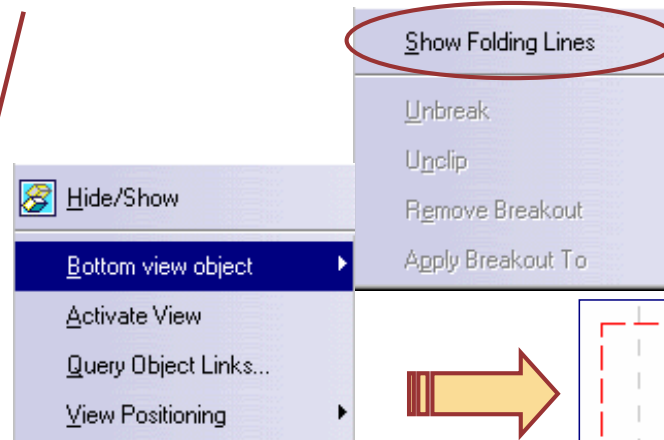 Show Folding Lines
Unbreak
Unclip
Remove Breakout
Apply Breakout To
Hide/Show
Bottom view object
Activate View
Query Object Links...
View Positioning